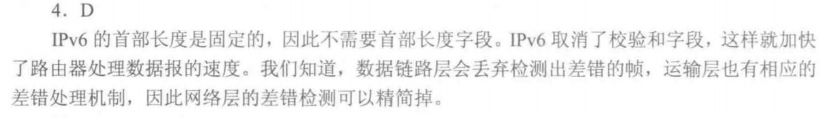 4. D
IPv6 的首部长度是固定的，因此不需要首部长度字段。IPv6 取消了校验和字段，这样就加快
了路由器处理数据报的速度。我们知道，数据链路层会丢弃检测出差错的帧，运输层也有相应的
差错处理机制，因此网络层的差错检测可以精简掉。